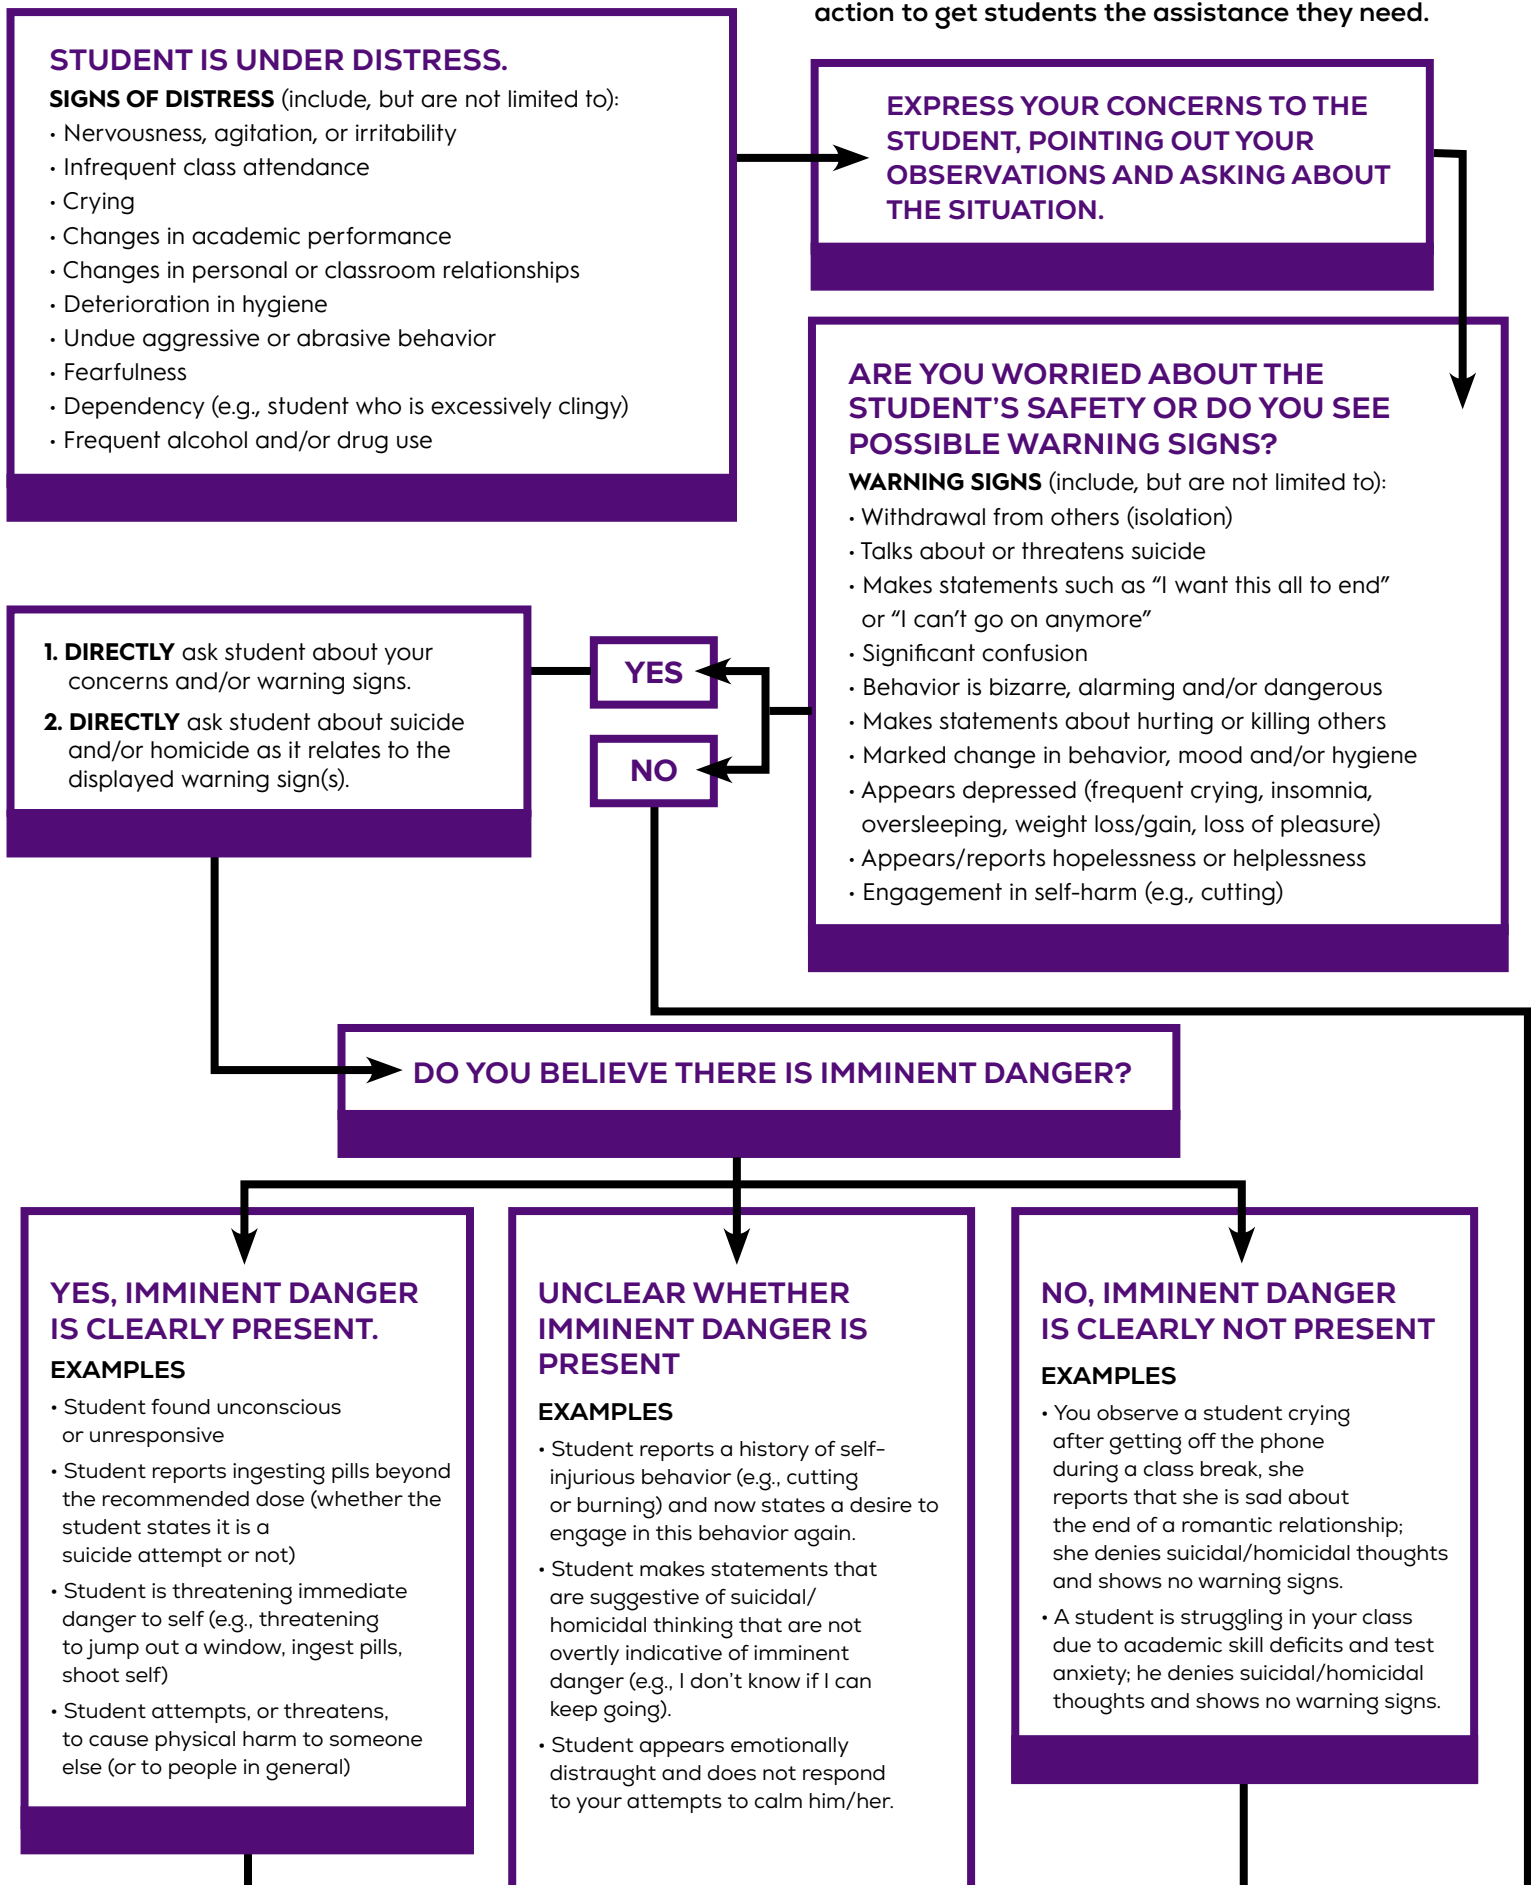 action to get students the assistance they need.
STUDENT IS UNDER DISTRESS.
SIGNS OF DISTRESS (include, but are not limited to):
• Nervousness, agitation, or irritability
• Infrequent class attendance
• Crying
• Changes in academic performance
• Changes in personal or classroom relationships
• Deterioration in hygiene
• Undue aggressive or abrasive behavior
• Fearfulness
• Dependency (e.g., student who is excessively clingy)
• Frequent alcohol and/or drug use
EXPRESS YOUR CONCERNS TO THE
STUDENT, POINTING OUT YOUR
OBSERVATIONS AND ASKING ABOUT
THE SITUATION.
ARE YOU WORRIED ABOUT THE
STUDENT’S SAFETY OR DO YOU SEE
POSSIBLE WARNING SIGNS?
WARNING SIGNS (include, but are not limited to):
• Withdrawal from others (isolation)
• Talks about or threatens suicide
• Makes statements such as “I want this all to end”
or “I can’t go on anymore”
• Significant confusion
• Behavior is bizarre, alarming and/or dangerous
• Makes statements about hurting or killing others
• Marked change in behavior, mood and/or hygiene
• Appears depressed (frequent crying, insomnia,
oversleeping, weight loss/gain, loss of pleasure)
• Appears/reports hopelessness or helplessness
• Engagement in self-harm (e.g., cutting)
YES
NO
1. DIRECTLY ask student about your
concerns and/or warning signs.
2. DIRECTLY ask student about suicide
and/or homicide as it relates to the
displayed warning sign(s).
DO YOU BELIEVE THERE IS IMMINENT DANGER?
YES, IMMINENT DANGER
IS CLEARLY PRESENT.
EXAMPLES
• Student found unconscious
or unresponsive
• Student reports ingesting pills beyond
the recommended dose (whether the
student states it is a
suicide attempt or not)
• Student is threatening immediate
danger to self (e.g., threatening
to jump out a window, ingest pills,
shoot self)
• Student attempts, or threatens,
to cause physical harm to someone
else (or to people in general)
UNCLEAR WHETHER
IMMINENT DANGER IS
PRESENT
EXAMPLES
• Student reports a history of self-
injurious behavior (e.g., cutting
or burning) and now states a desire to
engage in this behavior again.
• Student makes statements that
are suggestive of suicidal/
homicidal thinking that are not
overtly indicative of imminent
danger (e.g., I don’t know if I can
keep going).
• Student appears emotionally
distraught and does not respond
to your attempts to calm him/her.
NO, IMMINENT DANGER
IS CLEARLY NOT PRESENT
EXAMPLES
• You observe a student crying
after getting off the phone
during a class break, she
reports that she is sad about
the end of a romantic relationship;
she denies suicidal/homicidal thoughts
and shows no warning signs.
• A student is struggling in your class
due to academic skill deficits and test
anxiety; he denies suicidal/homicidal
thoughts and shows no warning signs.